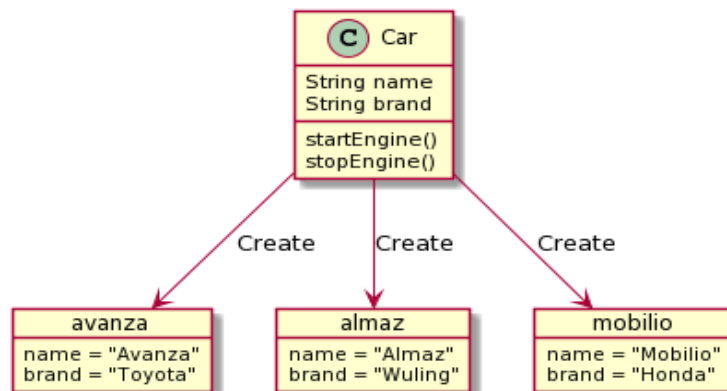 C Car
String name
String brand
startEngine()
stopEngine()
Create Create Create
avanza
name = "Avanza"
brand = "Toyota"
almaz
name = "Almaz"
brand = "Wuling"
mobilio
name = "Mobilio"
brand = "Honda"